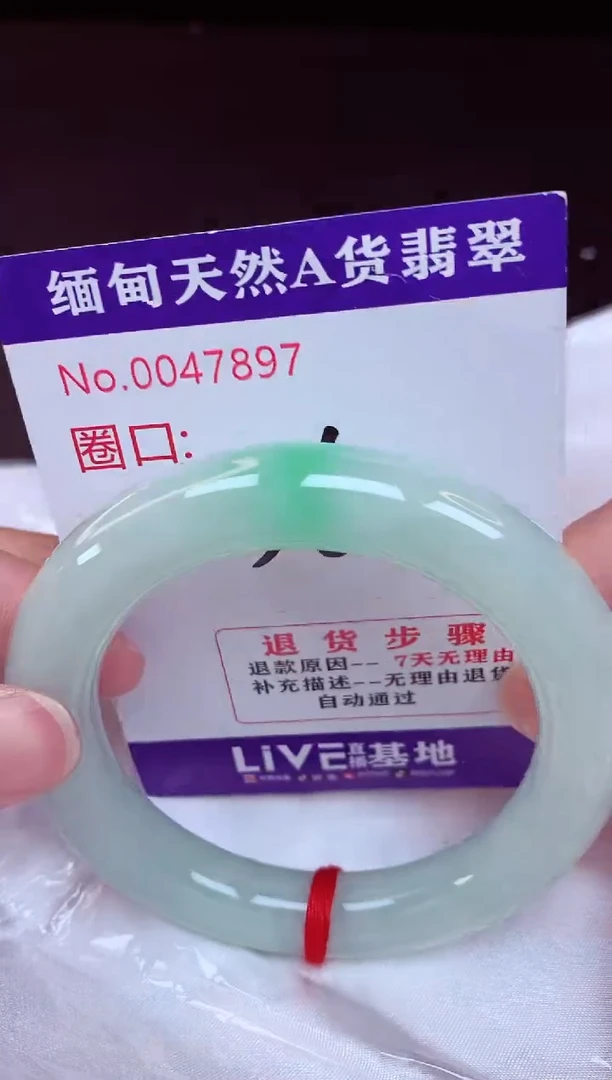 缅甸天然A货翡翠
No.0047897
圈口:
退货步骤
退款原因--7天无理由
补充描述--无理由退货
自动通过
LiVE直播基地